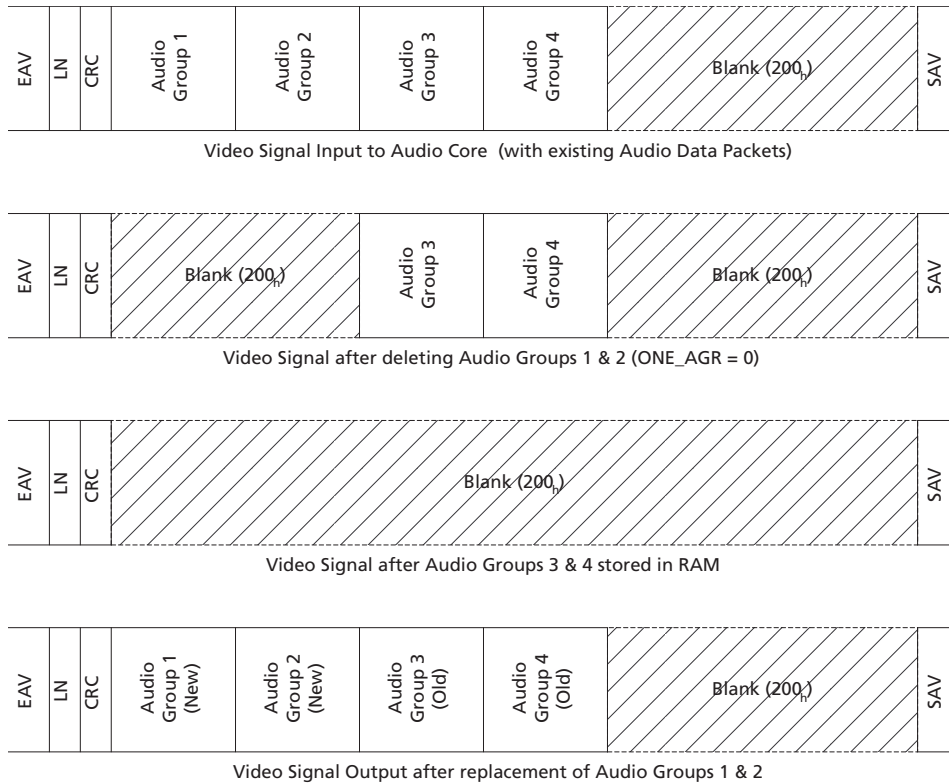 EAV
LN
CRC
Audio
Group 1
Audio
Group 2
Audio
Group 3
Audio
Group 4
Blank (200h)
SAV
Video Signal Input to Audio Core (with existing Audio Data Packets)
EAV
LN
CRC
Blank (200h)
Audio
Group 3
Audio
Group 4
Blank (200h)
SAV
Video Signal after deleting Audio Groups 1 & 2 (ONE_AGR = 0)
EAV
LN
CRC
Blank (200h)
SAV
Video Signal after Audio Groups 3 & 4 stored in RAM
EAV
LN
CRC
Audio
Group 1
(New)
Audio
Group 2
(New)
Audio
Group 3
(Old)
Audio
Group 4
(Old)
Blank (200h)
SAV
Video Signal Output after replacement of Audio Groups 1 & 2